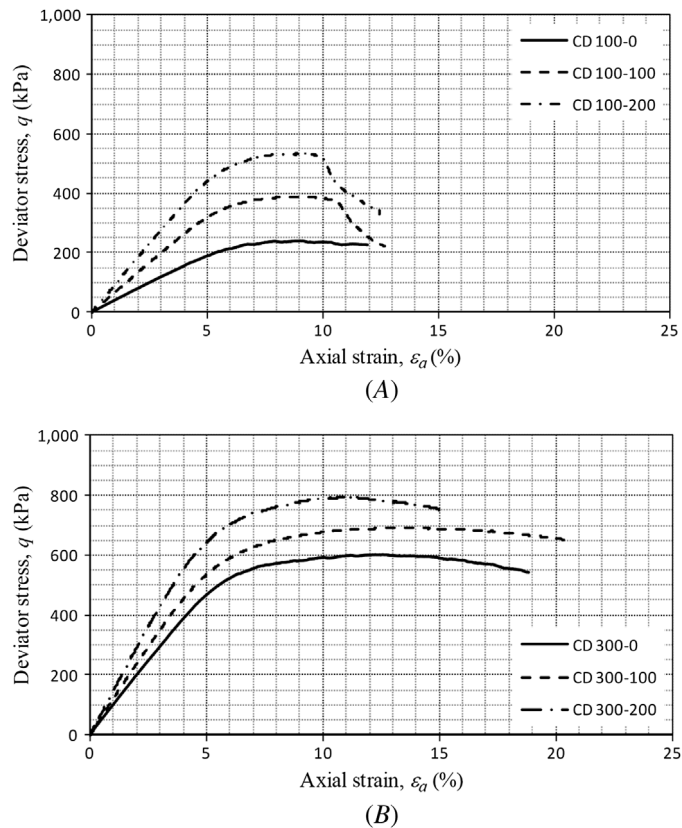 1,000
800
600
400
200
0
Deviator stress, q (kPa)
CD 100-0
CD 100-100
CD 100-200
0 5 10 15 20 25
Axial strain, εa (%)
(A)
1,000
800
600
400
200
0
Deviator stress, q (kPa)
CD 300-0
CD 300-100
CD 300-200
0 5 10 15 20 25
Axial strain, εa (%)
(B)